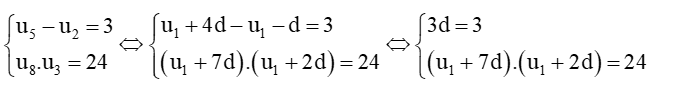 {u₅ − u₂ = 3 ⇔ {u₁ + 4d − u₁ − d = 3 ⇔ {3d = 3
{u₈.u₃ = 24 ⇔ {(u₁ + 7d).(u₁ + 2d) = 24 ⇔ {(u₁ + 7d).(u₁ + 2d) = 24